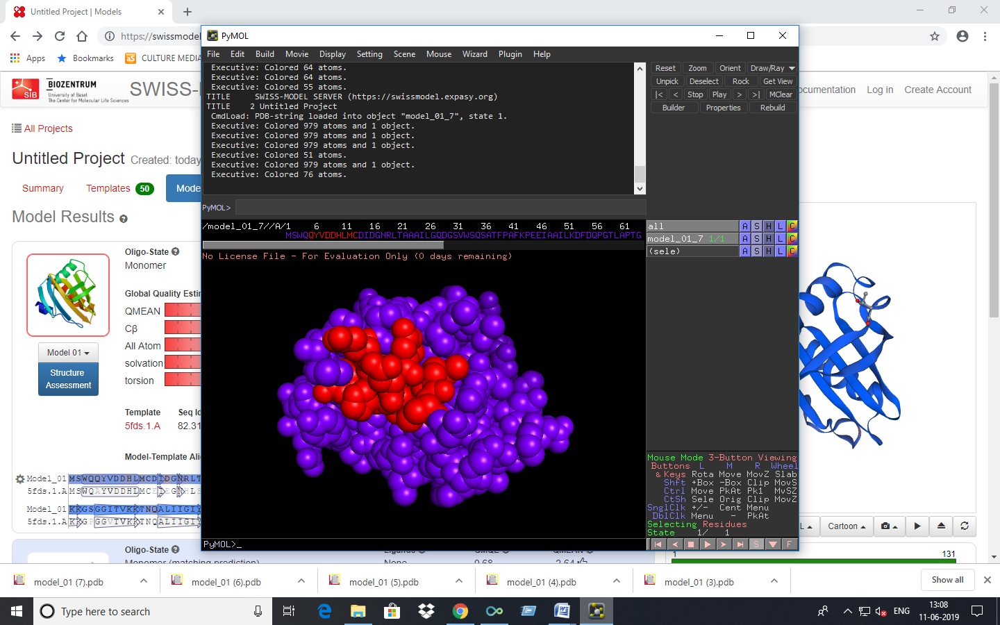 Untitled Project | Models
https://swissmodel
Apps Bookmarks CULTURE MEDIA
PyMOL
File Edit Build Movie Display Setting Scene Mouse Wizard Plugin Help
Executive: Colored 64 atoms.
Executive: Colored 64 atoms.
Executive: Colored 55 atoms.
TITLE SWISS-MODEL SERVER (https://swissmodel.expasy.org)
TITLE 2 Untitled Project
CmdLoad: PDB-string loaded into object "model_01_7", state 1.
Executive: Colored 979 atoms and 1 object.
Executive: Colored 979 atoms and 1 object.
Executive: Colored 979 atoms and 1 object.
Executive: Colored 51 atoms.
Executive: Colored 979 atoms and 1 object.
Executive: Colored 76 atoms.
PyMOL>
Reset Zoom Orient Draw/Ray
Unpick Deselect Rock Get View
|< < Stop Play > >| MClear
Builder Properties Rebuild
SIB BIOZENTRUM
University of Basel
The Center for Molecular Life Sciences
SWISS-
ocumentation Log in Create Account
All Projects
Untitled Project Created: today
Summary Templates 50 Mode
Model Results
Oligo-State
Monomer
Global Quality Estim
QMEAN
Cβ
All Atom
solvation
torsion
Model 01
Structure
Assessment
Template Seq Id
5fds.1.A 82.31
Model-Template Ali
Model_01 MSWQQYVDDHLMCDIDGNRLT
5fds.1.A MSWQAYVDDHLMCEIEGNHLS
Model_01 KKGSGGITVKKTNQALIIGIY
Oligo-State
/model_01_7//A/1 6 11 16 21 26 31 36 41 46 51 56 61
MSWQQYVDDHLMCDIDGNRLTAAAILGQDGSVWSQSATFPAFKPEEIAAILKDFDQPGTLAPTG
No License File - For Evaluation Only (0 days remaining)
all A S H L C
model_01_7 1/1 A S H L C
(sele) A S H L C
Mouse Mode 3-Button Viewing
Buttons L M R Wheel
& Keys Rota Move MovZ Slab
Shft +Box -Box Clip MovS
Ctrl Move PkAt Pk1 MvSZ
CtSh Sele Orig Clip MovZ
SnglClk +/- Cent Menu
DblClk Menu - PkAt
Selecting Residues
State 1/ 1
S F
PyMOL>_
L Cartoon
1 131
model_01 (7).pdb model_01 (6).pdb model_01 (5).pdb model_01 (4).pdb model_01 (3).pdb Show all
Type here to search
ENG 13:08
11-06-2019